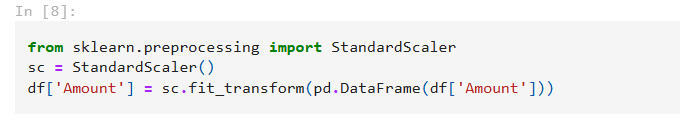 In [8]:
from sklearn.preprocessing import StandardScaler
sc = StandardScaler()
df['Amount'] = sc.fit_transform(pd.DataFrame(df['Amount']))